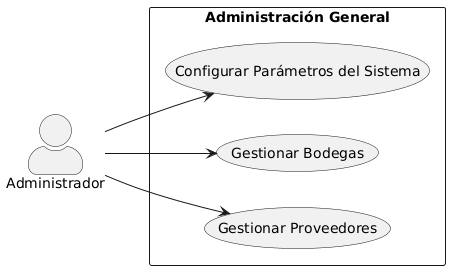 Administración General
Configurar Parámetros del Sistema
Gestionar Bodegas
Administrador
Gestionar Proveedores